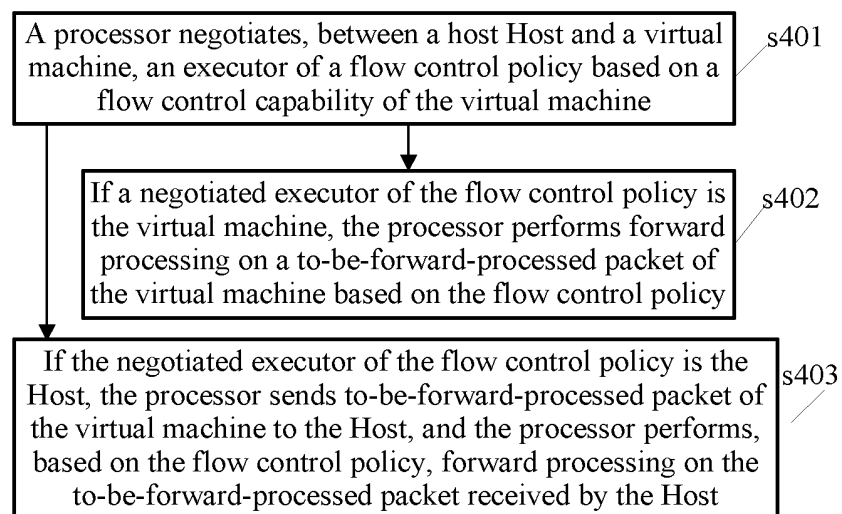 A processor negotiates, between a host Host and a virtual
machine, an executor of a flow control policy based on a
flow control capability of the virtual machine
s401
If a negotiated executor of the flow control policy is
the virtual machine, the processor performs forward
processing on a to-be-forward-processed packet of
the virtual machine based on the flow control policy
s402
If the negotiated executor of the flow control policy is the
Host, the processor sends to-be-forward-processed packet of
the virtual machine to the Host, and the processor performs,
based on the flow control policy, forward processing on the
to-be-forward-processed packet received by the Host
s403